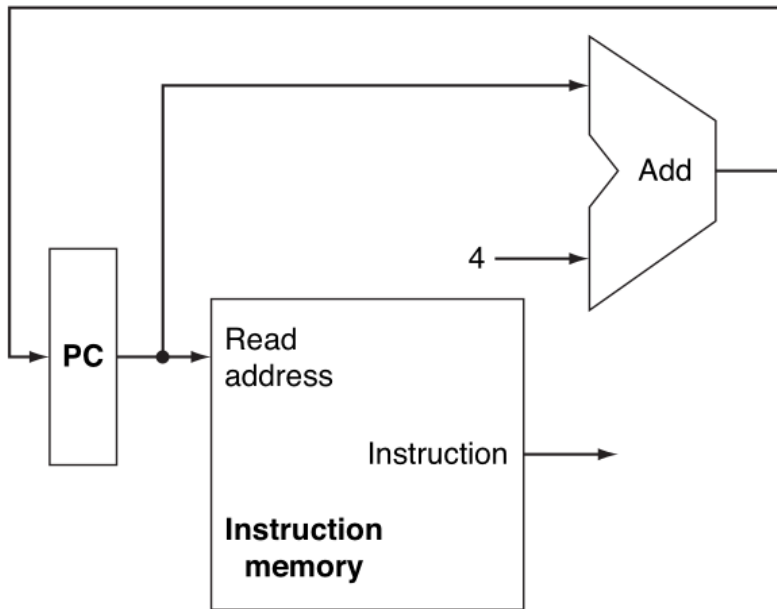 Add
4
PC
Read
address
Instruction
Instruction
memory